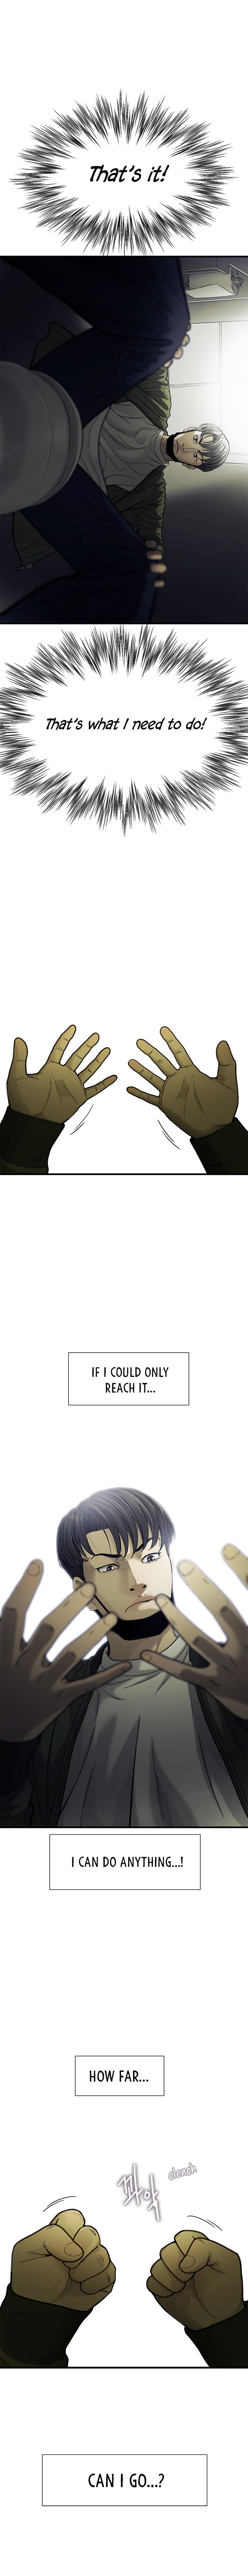 That's it!
That's what I need to do!
IF I COULD ONLY
REACH IT...
I CAN DO ANYTHING...!
HOW FAR...
꽈악
clench
CAN I GO...?